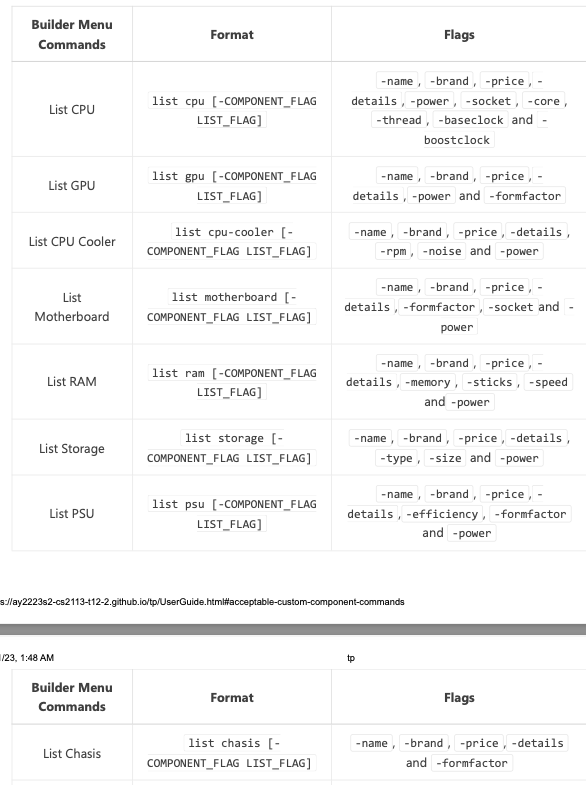 Builder Menu Commands Format Flags
List CPU
list cpu [-COMPONENT_FLAG
LIST_FLAG]
-name , -brand , -price , -
details , -power , -socket , -core ,
-thread , -baseclock and -
boostclock
List GPU
list gpu [-COMPONENT_FLAG
LIST_FLAG]
-name , -brand , -price , -
details , -power and -formfactor
List CPU Cooler
list cpu-cooler [-
COMPONENT_FLAG LIST_FLAG]
-name , -brand , -price , -details ,
-rpm , -noise and -power
List
Motherboard
list motherboard [-
COMPONENT_FLAG LIST_FLAG]
-name , -brand , -price , -
details , -formfactor , -socket and -
power
List RAM
list ram [-COMPONENT_FLAG
LIST_FLAG]
-name , -brand , -price , -
details , -memory , -sticks , -speed
and -power
List Storage
list storage [-
COMPONENT_FLAG LIST_FLAG]
-name , -brand , -price , -details ,
-type , -size and -power
List PSU
list psu [-COMPONENT_FLAG
LIST_FLAG]
-name , -brand , -price , -
details , -efficiency , -formfactor
and -power
s://ay2223s2-cs2113-t12-2.github.io/tp/UserGuide.html#acceptable-custom-component-commands
/23, 1:48 AM tp
Builder Menu
Commands
Format
Flags
List Chasis
list chasis [-
COMPONENT_FLAG LIST_FLAG]
-name , -brand , -price , -details
and -formfactor